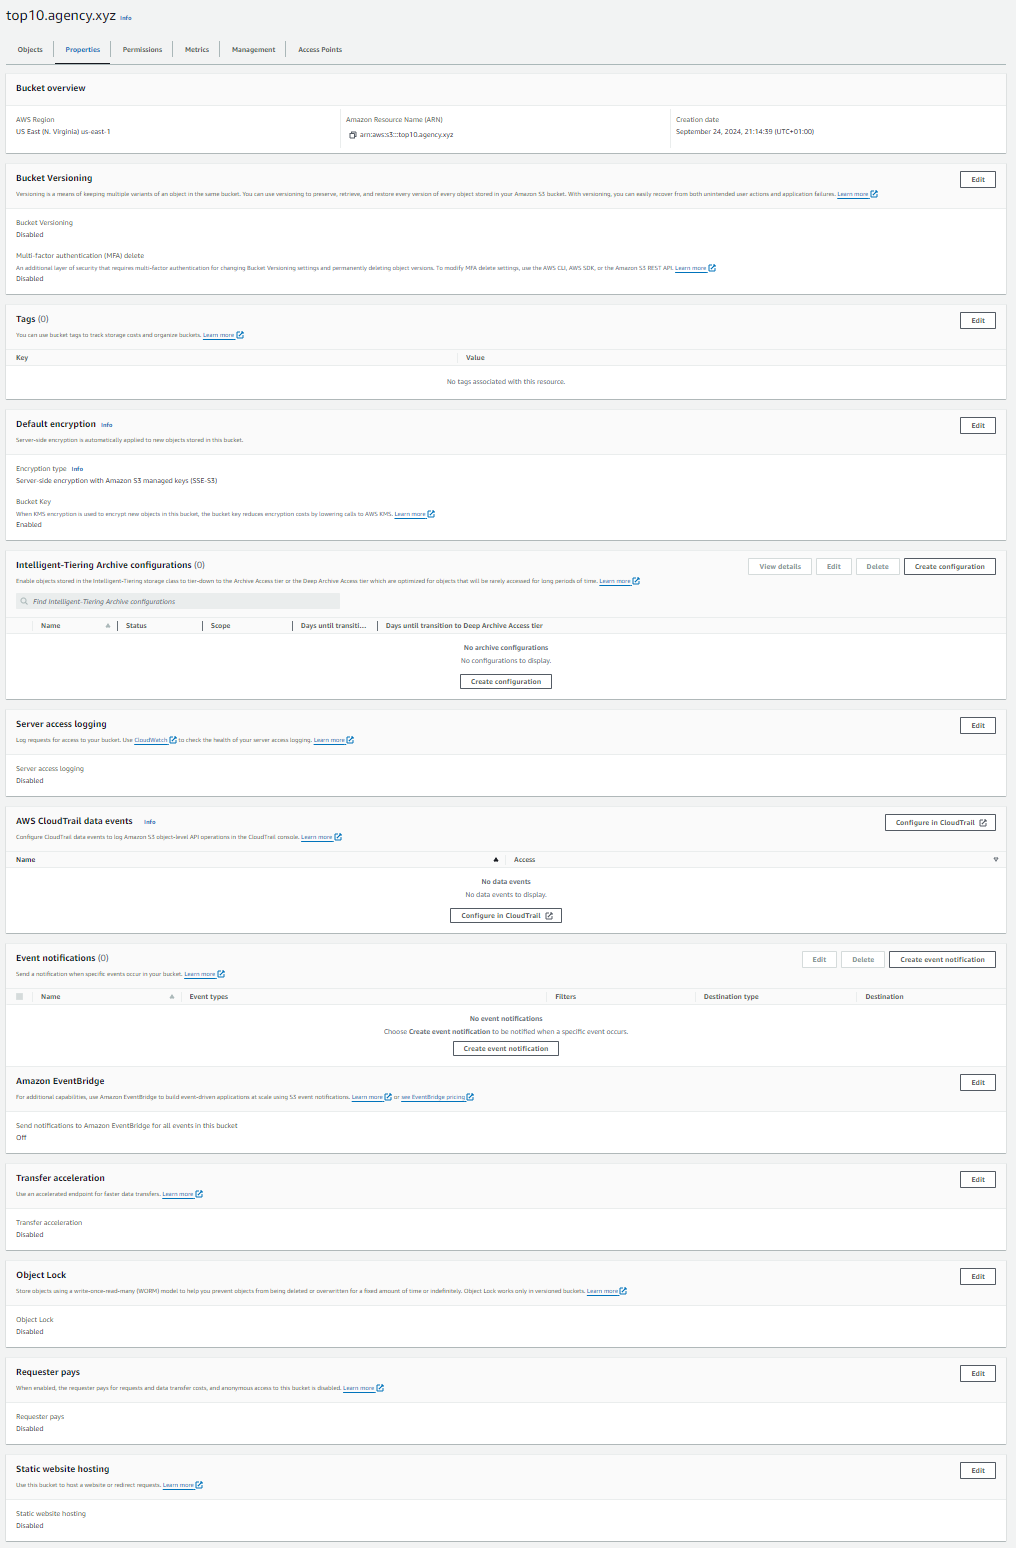 top10.agency.xyz Info
Objects Properties Permissions Metrics Management Access Points
Bucket overview
AWS Region
US East (N. Virginia) us-east-1
Amazon Resource Name (ARN)
arn:aws:s3:::top10.agency.xyz
Creation date
September 24, 2024, 21:14:39 (UTC+01:00)
Bucket Versioning
Edit
Versioning is a means of keeping multiple variants of an object in the same bucket. You can use versioning to preserve, retrieve, and restore every version of every object stored in your Amazon S3 bucket. With versioning, you can easily recover from both unintended user actions and application failures. Learn more
Bucket Versioning
Disabled
Multi-factor authentication (MFA) delete
An additional layer of security that requires multi-factor authentication for changing Bucket Versioning settings and permanently deleting object versions. To modify MFA delete settings, use the AWS CLI, AWS SDK, or the Amazon S3 REST API. Learn more
Disabled
Tags (0)
Edit
You can use bucket tags to track storage costs and organize buckets. Learn more
Key Value
No tags associated with this resource.
Default encryption Info
Edit
Server-side encryption is automatically applied to new objects stored in this bucket.
Encryption type Info
Server-side encryption with Amazon S3 managed keys (SSE-S3)
Bucket Key
When KMS encryption is used to encrypt new objects in this bucket, the bucket key reduces encryption costs by lowering calls to AWS KMS. Learn more
Enabled
Intelligent-Tiering Archive configurations (0)
View details Edit Delete Create configuration
Enable objects stored in the Intelligent-Tiering storage class to tier-down to the Archive Access tier or the Deep Archive Access tier which are optimized for objects that will be rarely accessed for long periods of time. Learn more
Find Intelligent-Tiering Archive configurations
Name Status Scope Days until transiti... Days until transition to Deep Archive Access tier
No archive configurations
No configurations to display.
Create configuration
Server access logging
Edit
Log requests for access to your bucket. Use CloudWatch to check the health of your server access logging. Learn more
Server access logging
Disabled
AWS CloudTrail data events Info
Configure in CloudTrail
Configure CloudTrail data events to log Amazon S3 object-level API operations in the CloudTrail console. Learn more
Name Access
No data events
No data events to display.
Configure in CloudTrail
Event notifications (0)
Edit Delete Create event notification
Send a notification when specific events occur in your bucket. Learn more
Name Event types Filters Destination type Destination
No event notifications
Choose Create event notification to be notified when a specific event occurs.
Create event notification
Amazon EventBridge
Edit
For additional capabilities, use Amazon EventBridge to build event-driven applications at scale using S3 event notifications. Learn more or see EventBridge pricing
Send notifications to Amazon EventBridge for all events in this bucket
Off
Transfer acceleration
Edit
Use an accelerated endpoint for faster data transfers. Learn more
Transfer acceleration
Disabled
Object Lock
Edit
Store objects using a write-once-read-many (WORM) model to help you prevent objects from being deleted or overwritten for a fixed amount of time or indefinitely. Object Lock works only in versioned buckets. Learn more
Object Lock
Disabled
Requester pays
Edit
When enabled, the requester pays for requests and data transfer costs, and anonymous access to this bucket is disabled. Learn more
Requester pays
Disabled
Static website hosting
Edit
Use this bucket to host a website or redirect requests. Learn more
Static website hosting
Disabled